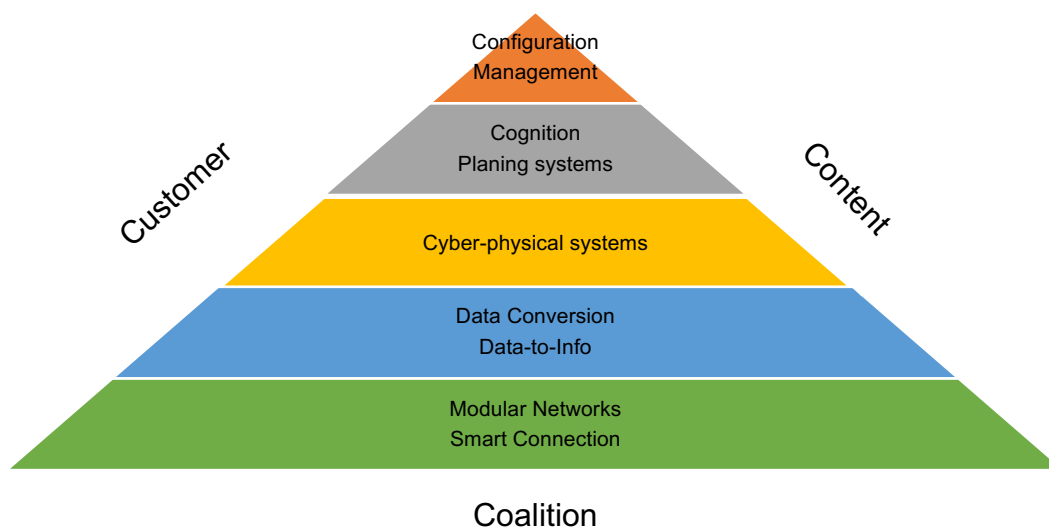 Configuration
Management
Cognition
Planing systems
Customer
Content
Cyber-physical systems
Data Conversion
Data-to-Info
Modular Networks
Smart Connection
Coalition